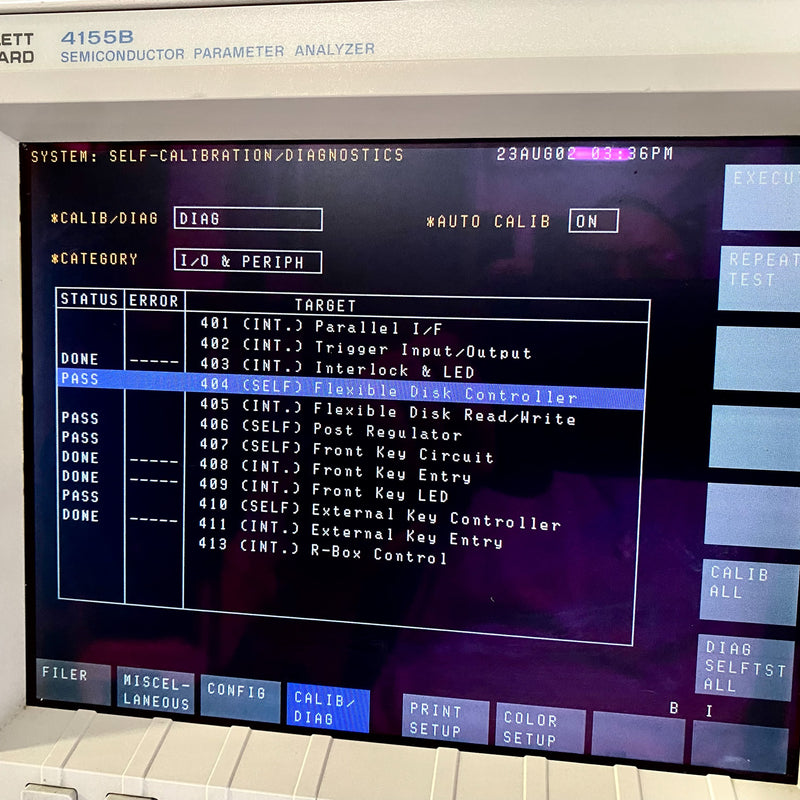 ETT
ARD
4155B
SEMICONDUCTOR PARAMETER ANALYZER
SYSTEM: SELF-CALIBRATION/DIAGNOSTICS
23AUG02 03:36PM
*CALIB/DIAG DIAG
*AUTO CALIB ON
*CATEGORY I/O & PERIPH
STATUS ERROR TARGET
401 (INT.) Parallel I/F
402 (INT.) Trigger Input/Output
DONE ----- 403 (INT.) Interlock & LED
PASS 404 (SELF) Flexible Disk Controller
405 (INT.) Flexible Disk Read/Write
PASS 406 (SELF) Post Regulator
PASS 407 (SELF) Front Key Circuit
DONE ----- 408 (INT.) Front Key Entry
DONE ----- 409 (INT.) Front Key LED
PASS 410 (SELF) External Key Controller
DONE ----- 411 (INT.) External Key Entry
413 (INT.) R-Box Control
EXECU
REPEAT
TEST
CALIB
ALL
DIAG
SELFTST
ALL
B I
FILER
MISCEL-
LANEOUS
CONFIG
CALIB/
DIAG
PRINT
SETUP
COLOR
SETUP